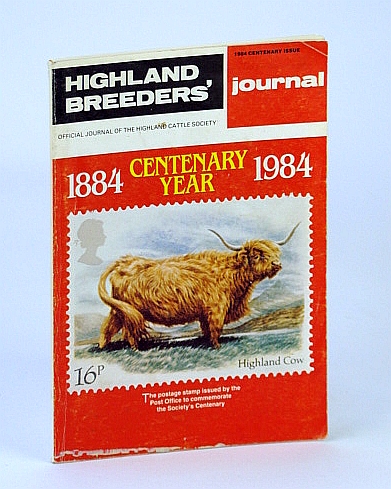 1984 CENTENARY ISSUE
HIGHLAND
BREEDERS'
journal
OFFICIAL JOURNAL OF THE HIGHLAND CATTLE SOCIETY
1884 CENTENARY YEAR 1984
16P
Highland Cow
The postage stamp issued by the
Post Office to commemorate
the Society's Centenary